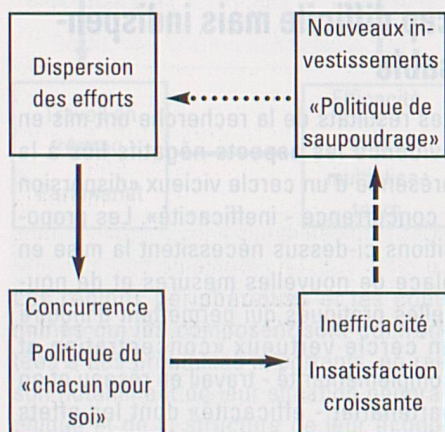 Dispersion
des efforts
Nouveaux in-
vestissements
«Politique de
saupoudrage»
Concurrence
Politique du
«chacun pour
soi»
Inefficacité
Insatisfaction
croissante